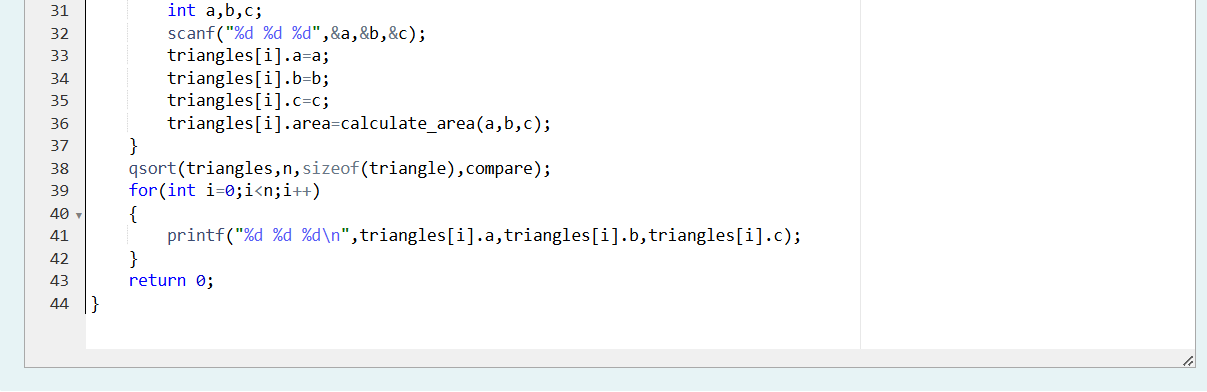 31 int a,b,c;
32 scanf("%d %d %d",&a,&b,&c);
33 triangles[i].a=a;
34 triangles[i].b=b;
35 triangles[i].c=c;
36 triangles[i].area=calculate_area(a,b,c);
37 }
38 qsort(triangles,n,sizeof(triangle),compare);
39 for(int i=0;i<n;i++)
40 {
41 printf("%d %d %d\n",triangles[i].a,triangles[i].b,triangles[i].c);
42 }
43 return 0;
44 }